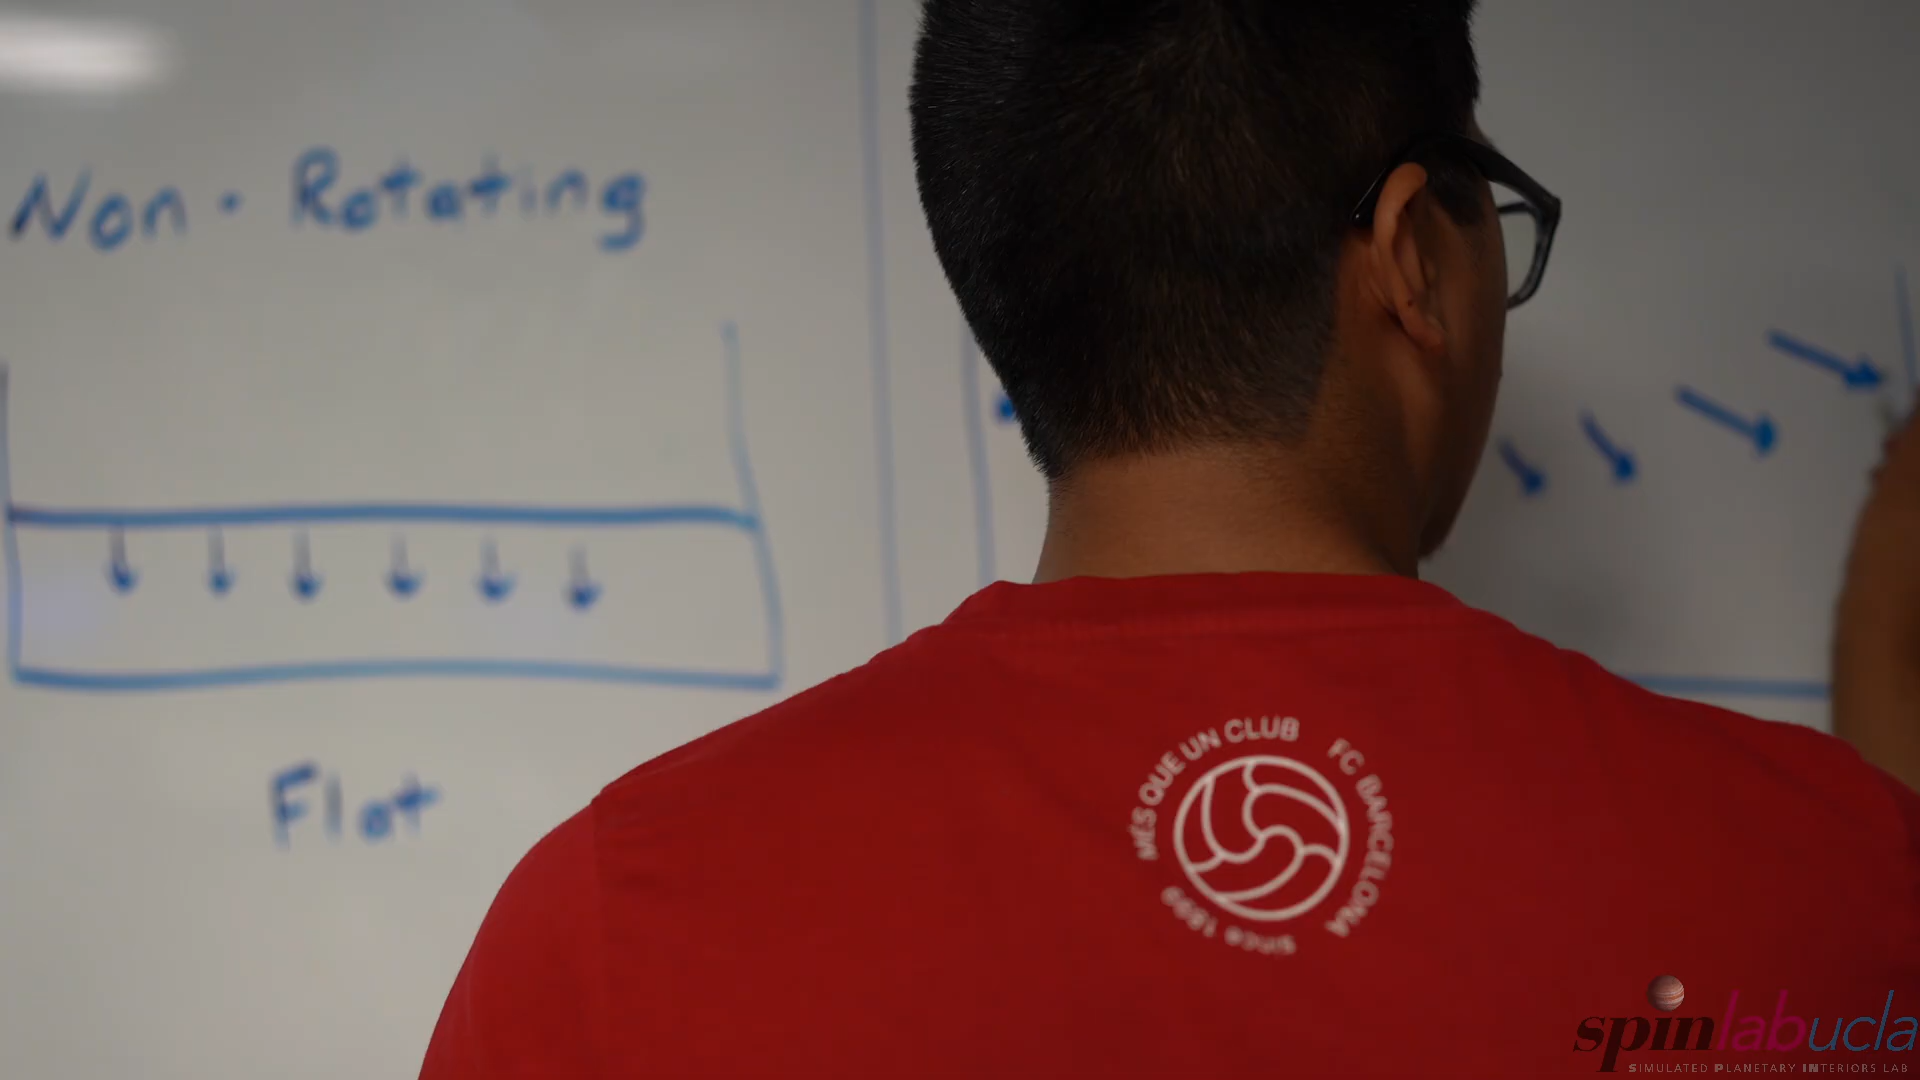 Non-Rotating
Flat
MÉS QUE UN CLUB
FC BARCELONA
since 1899
spinlabucla
SIMULATED PLANETARY INTERIORS LAB